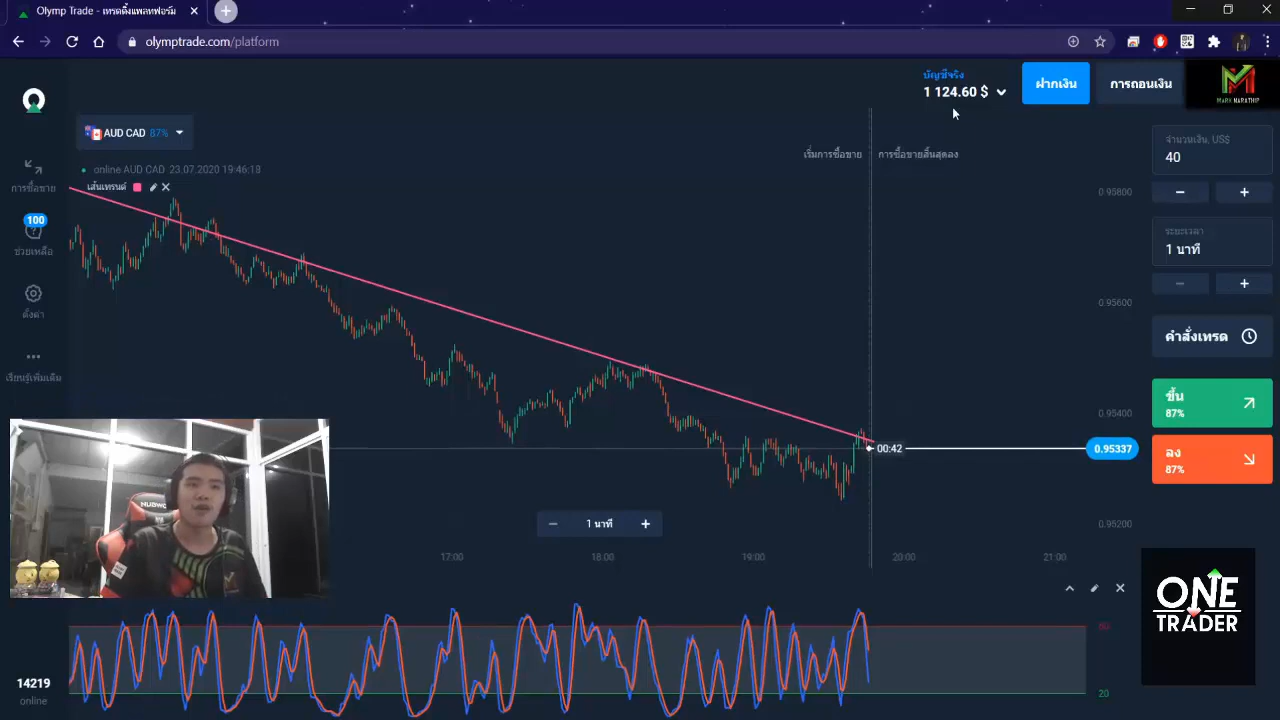 Olymp Trade - เทรดดิ้งแพลทฟอร์ม
olymptrade.com/platform
บัญชีจริง
1 124.60 $
ฝากเงิน
การถอนเงิน
MARK NARATHIP
AUD CAD 87%
online AUD CAD 23.07.2020 19:46:18
เส้นเทรนด์
เริ่มการซื้อขาย
การซื้อขายสิ้นสุดลง
การซื้อขาย
100
ช่วยเหลือ
ตั้งค่า
เรียนรู้เพิ่มเติม
จำนวนเงิน, US$
40
ระยะเวลา
1 นาที
คำสั่งเทรด
ขึ้น
87%
ลง
87%
0.95800
0.95600
0.95400
0.95337
0.95200
00:42
1 นาที
17:00
18:00
19:00
20:00
21:00
80
20
ONE
TRADER
14219
online